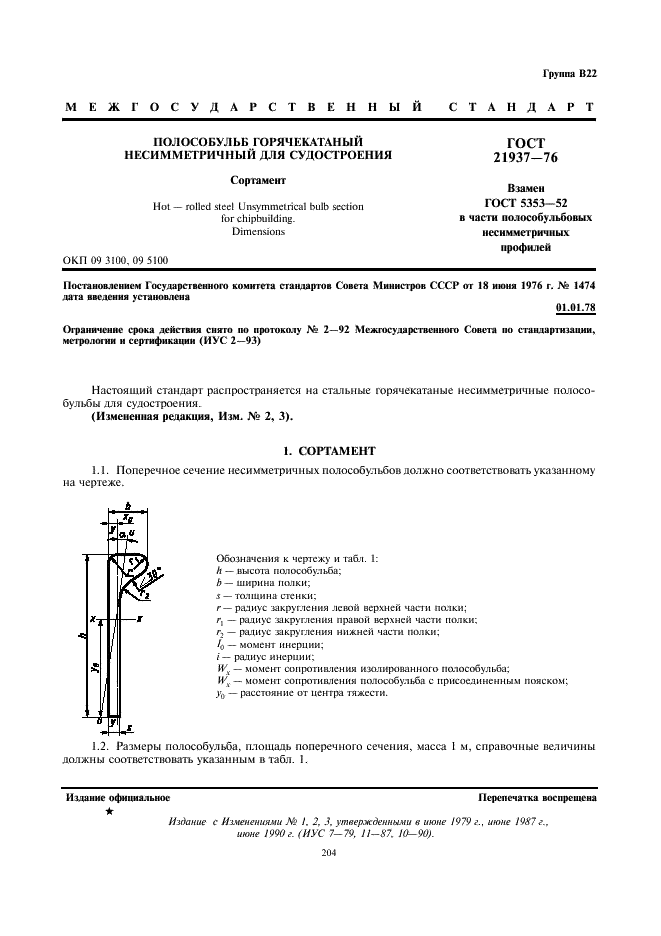 Группа В22
МЕЖГОСУДАРСТВЕННЫЙ СТАНДАРТ
ПОЛОСОБУЛЬБ ГОРЯЧЕКАТАНЫЙ
НЕСИММЕТРИЧНЫЙ ДЛЯ СУДОСТРОЕНИЯ
Сортамент
Hot — rolled steel Unsymmetrical bulb section
for chipbuilding.
Dimensions
ГОСТ
21937—76
Взамен
ГОСТ 5353—52
в части полособульбовых
несимметричных
профилей
ОКП 09 3100, 09 5100
Постановлением Государственного комитета стандартов Совета Министров СССР от 18 июня 1976 г. № 1474
дата введения установлена
01.01.78
Ограничение срока действия снято по протоколу № 2—92 Межгосударственного Совета по стандартизации,
метрологии и сертификации (ИУС 2—93)
Настоящий стандарт распространяется на стальные горячекатаные несимметричные полосо-
бульбы для судостроения.
(Измененная редакция, Изм. № 2, 3).
1. СОРТАМЕНТ
1.1. Поперечное сечение несимметричных полособульбов должно соответствовать указанному
на чертеже.
Обозначения к чертежу и табл. 1:
h — высота полособульба;
b — ширина полки;
s — толщина стенки;
r — радиус закругления левой верхней части полки;
r₁ — радиус закругления правой верхней части полки;
r₂ — радиус закругления нижней части полки;
I₀ — момент инерции;
i — радиус инерции;
Wₓ — момент сопротивления изолированного полособульба;
Wₓ — момент сопротивления полособульба с присоединенным пояском;
y₀ — расстояние от центра тяжести.
1.2. Размеры полособульба, площадь поперечного сечения, масса 1 м, справочные величины
должны соответствовать указанным в табл. 1.
Издание официальное
Перепечатка воспрещена
★
Издание с Изменениями № 1, 2, 3, утвержденными в июне 1979 г., июне 1987 г.,
июне 1990 г. (ИУС 7—79, 11—87, 10—90).
204